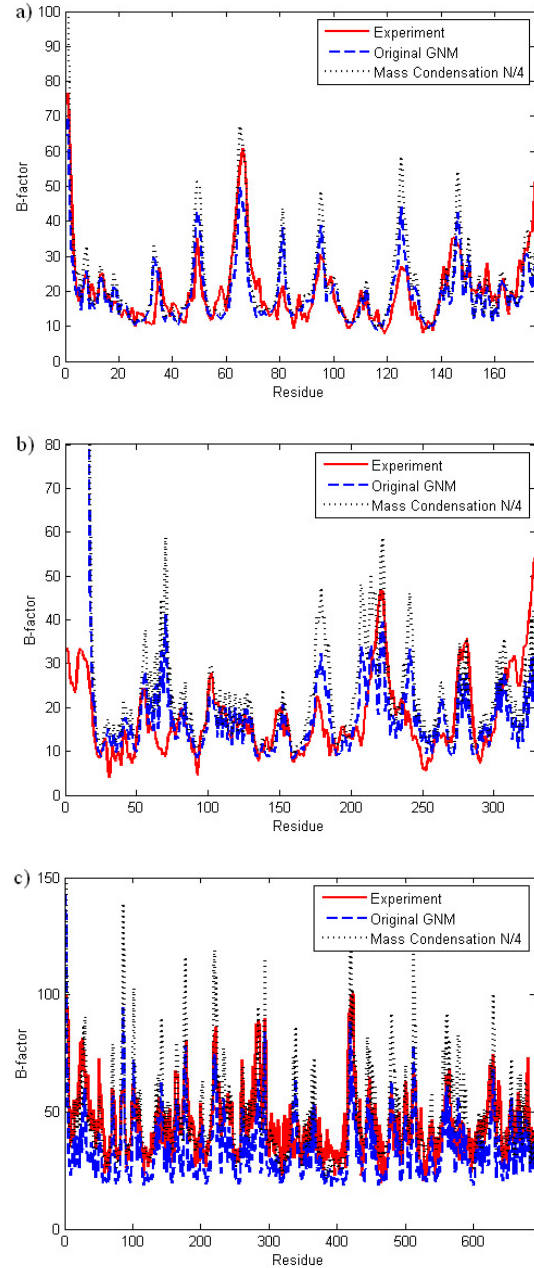 a)
100
90
80
70
60
50
40
30
20
10
0
B-factor
Experiment
Original GNM
Mass Condensation N/4
0 20 40 60 80 100 120 140 160
Residue
b)
80
70
60
50
40
30
20
10
0
B-factor
Experiment
Original GNM
Mass Condensation N/4
0 50 100 150 200 250 300
Residue
c)
150
100
50
0
B-factor
Experiment
Original GNM
Mass Condensation N/4
0 100 200 300 400 500 600
Residue